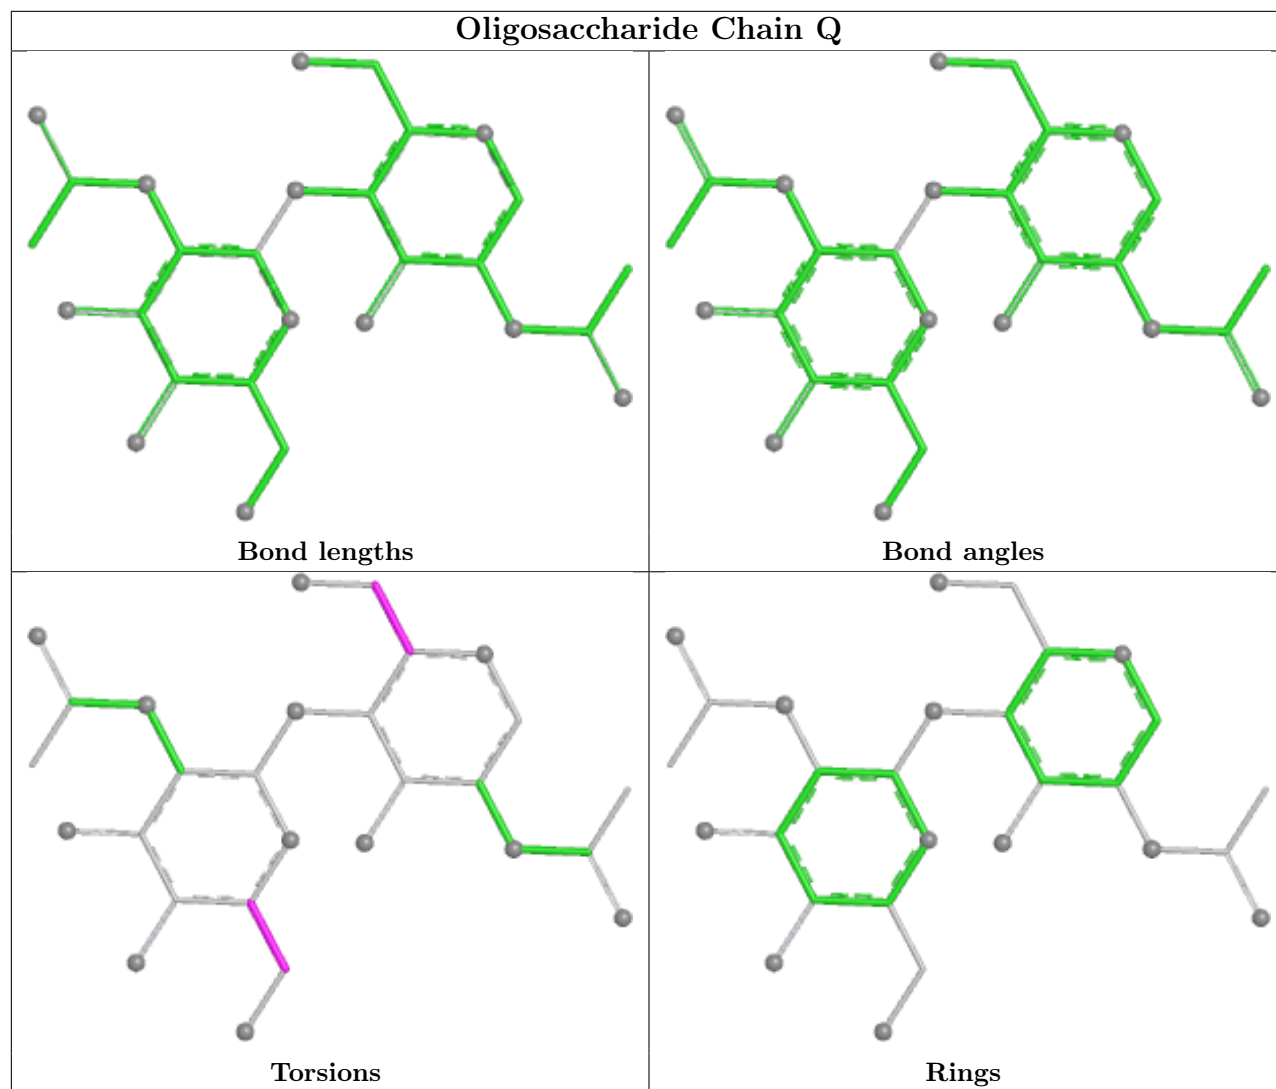 Oligosaccharide Chain Q
Bond lengths
Bond angles
Torsions
Rings